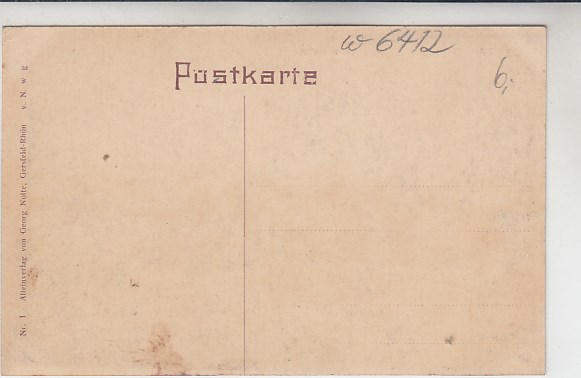 w 6412
6,-
Postkarte
Nr. 1 Alleinverlag von Georg Nolte, Gersfeld-Rhön v. N. w g